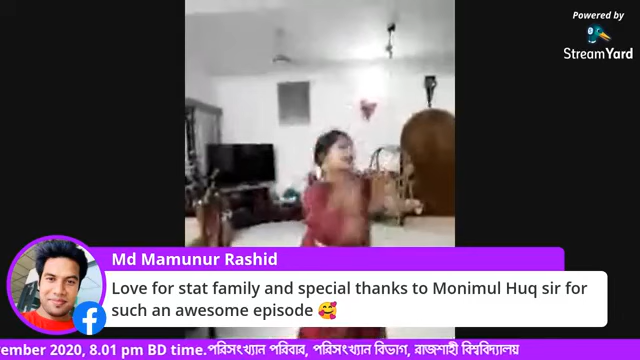 Powered by
StreamYard
Md Mamunur Rashid
Love for stat family and special thanks to Monimul Huq sir for
such an awesome episode 🥰
vember 2020, 8.01 pm BD time.পরিসংখ্যান পরিবার, পরিসংখ্যান বিভাগ, রাজশাহী বিশ্ববিদ্যালয়